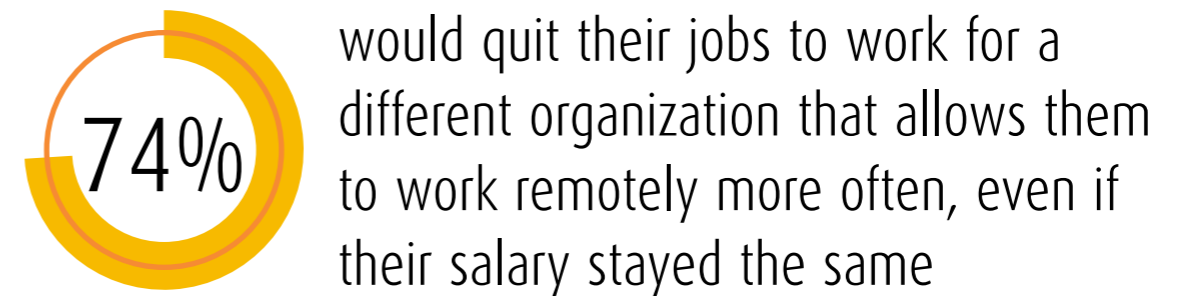 74%
would quit their jobs to work for a
different organization that allows them
to work remotely more often, even if
their salary stayed the same